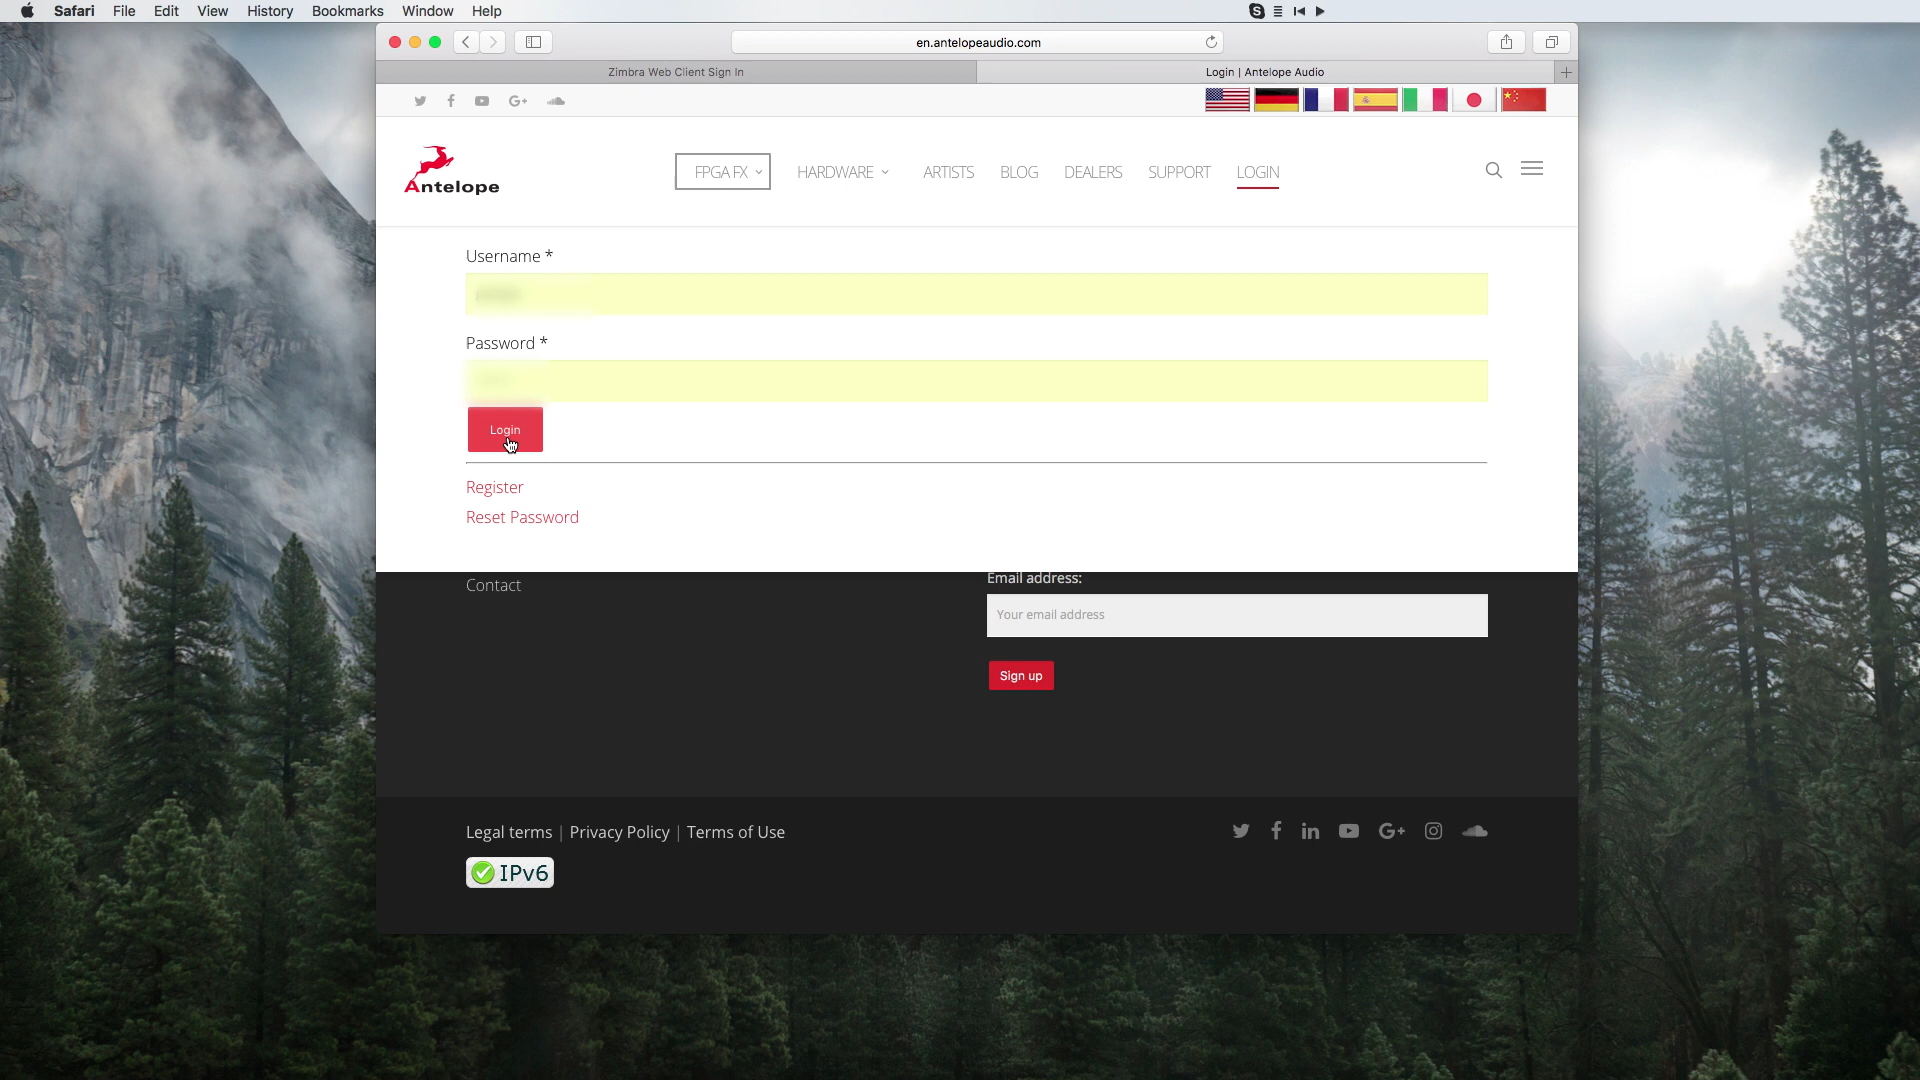 Safari File Edit View History Bookmarks Window Help
en.antelopeaudio.com
Zimbra Web Client Sign In
Login | Antelope Audio
Antelope
FPGA FX HARDWARE ARTISTS BLOG DEALERS SUPPORT LOGIN
Username *
Password *
Login
Register
Reset Password
Contact
Email address:
Your email address
Sign up
Legal terms | Privacy Policy | Terms of Use
IPv6